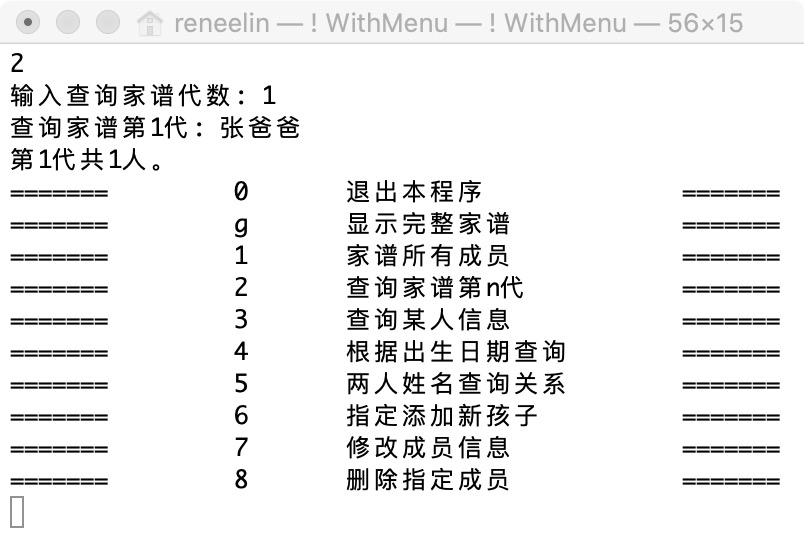 reneelin — ! WithMenu — ! WithMenu — 56×15
2
输入查询家谱代数：1
查询家谱第1代：张爸爸
第1代共1人。
======= 0 退出本程序 =======
======= g 显示完整家谱 =======
======= 1 家谱所有成员 =======
======= 2 查询家谱第n代 =======
======= 3 查询某人信息 =======
======= 4 根据出生日期查询 =======
======= 5 两人姓名查询关系 =======
======= 6 指定添加新孩子 =======
======= 7 修改成员信息 =======
======= 8 删除指定成员 =======